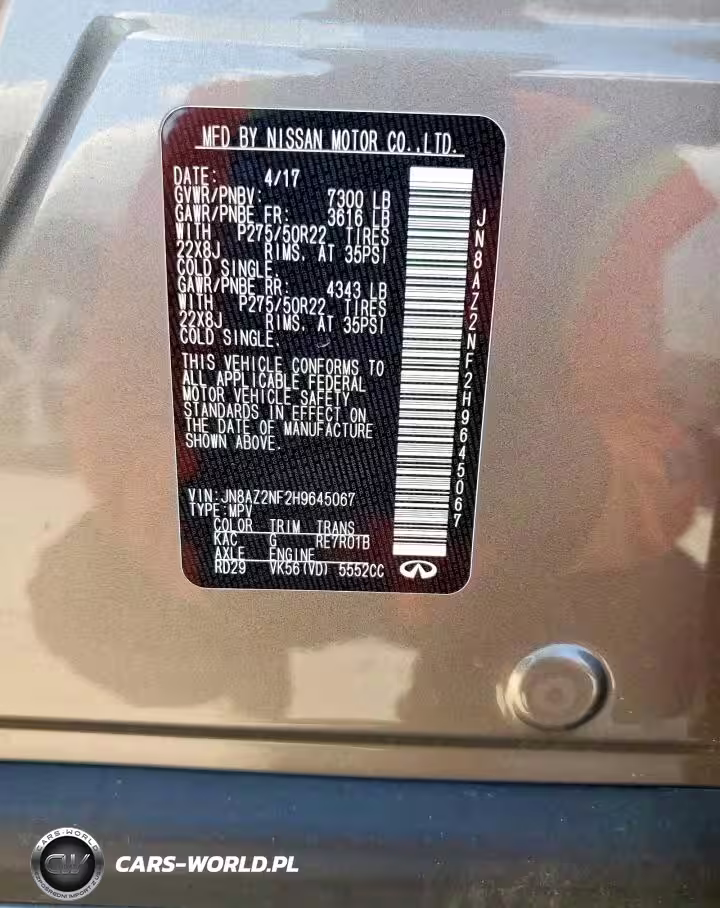 MFD BY NISSAN MOTOR CO.,LTD.
DATE: 4/17
GVWR/PNBV: 7300 LB
GAWR/PNBE FR: 3616 LB
WITH P275/50R22 TIRES
22X8J RIMS. AT 35PSI
COLD SINGLE.
GAWR/PNBE RR: 4343 LB
WITH P275/50R22 TIRES
22X8J RIMS. AT 35PSI
COLD SINGLE.
THIS VEHICLE CONFORMS TO
ALL APPLICABLE FEDERAL
MOTOR VEHICLE SAFETY
STANDARDS IN EFFECT ON
THE DATE OF MANUFACTURE
SHOWN ABOVE.
VIN:JN8AZ2NF2H9645067
TYPE:MPV
COLOR TRIM TRANS
KAC G RE7R01B
AXLE ENGINE
RD29 VK56(VD) 5552CC
JN8AZ2NF2H9645067
CARS-WORLD
CW
CARS-WORLD.PL